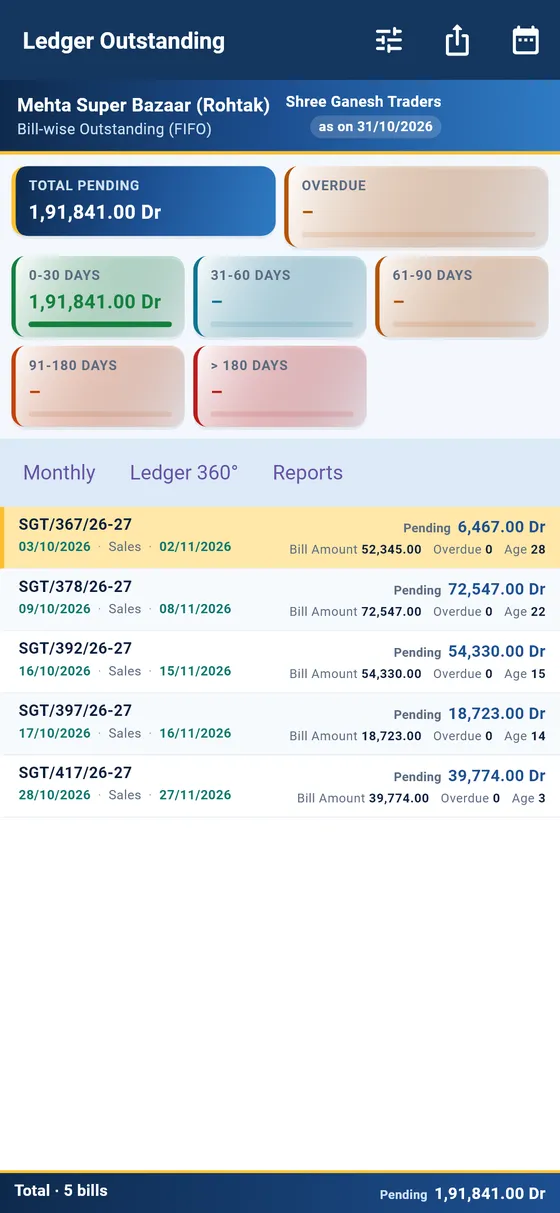 Ledger Outstanding
Mehta Super Bazaar (Rohtak) Shree Ganesh Traders
Bill-wise Outstanding (FIFO) as on 31/10/2026
TOTAL PENDING
1,91,841.00 Dr
OVERDUE
–
0-30 DAYS
1,91,841.00 Dr
31-60 DAYS
–
61-90 DAYS
–
91-180 DAYS
–
> 180 DAYS
–
Monthly Ledger 360° Reports
SGT/367/26-27 Pending 6,467.00 Dr
03/10/2026 · Sales · 02/11/2026 Bill Amount 52,345.00 Overdue 0 Age 28
SGT/378/26-27 Pending 72,547.00 Dr
09/10/2026 · Sales · 08/11/2026 Bill Amount 72,547.00 Overdue 0 Age 22
SGT/392/26-27 Pending 54,330.00 Dr
16/10/2026 · Sales · 15/11/2026 Bill Amount 54,330.00 Overdue 0 Age 15
SGT/397/26-27 Pending 18,723.00 Dr
17/10/2026 · Sales · 16/11/2026 Bill Amount 18,723.00 Overdue 0 Age 14
SGT/417/26-27 Pending 39,774.00 Dr
28/10/2026 · Sales · 27/11/2026 Bill Amount 39,774.00 Overdue 0 Age 3
Total · 5 bills Pending 1,91,841.00 Dr